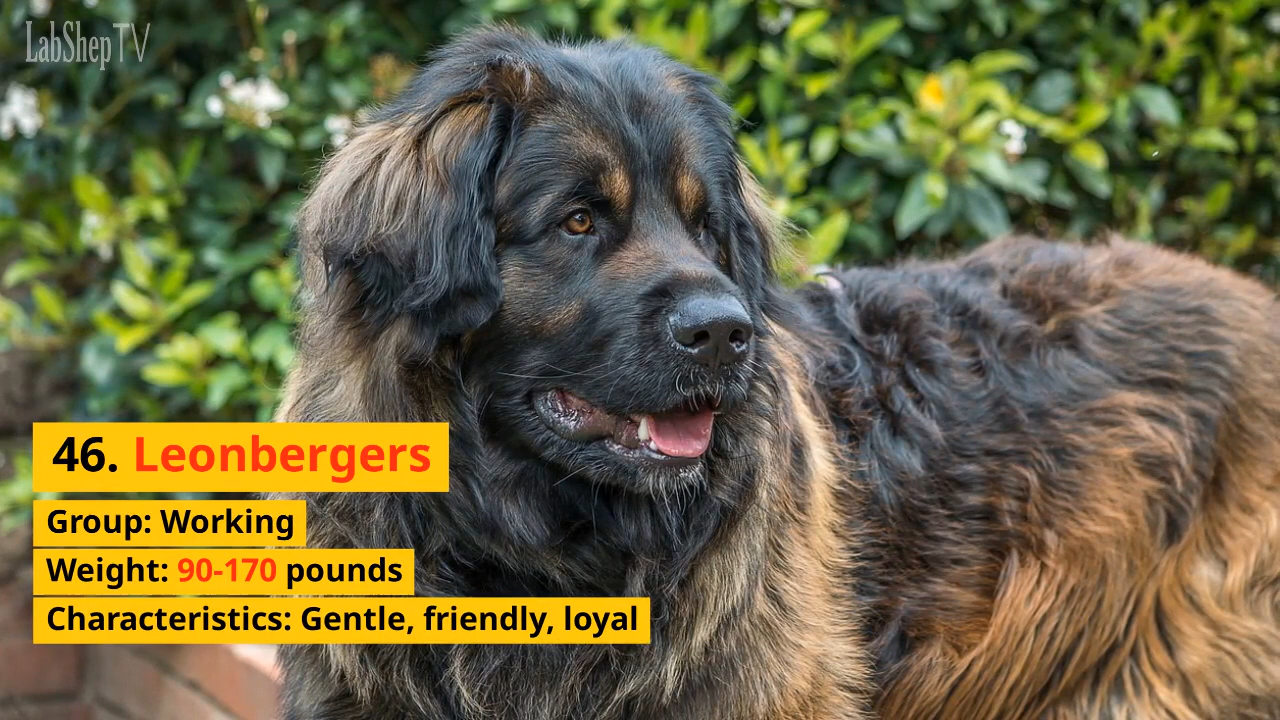 LabShepTV
46. Leonbergers
Group: Working
Weight: 90-170 pounds
Characteristics: Gentle, friendly, loyal